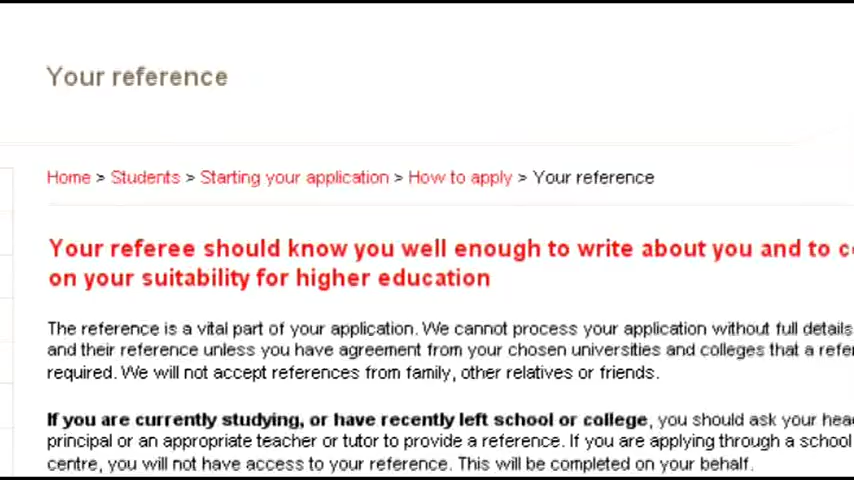 Your reference
Home > Students > Starting your application > How to apply > Your reference
Your referee should know you well enough to write about you and to
on your suitability for higher education
The reference is a vital part of your application. We cannot process your application without full details
and their reference unless you have agreement from your chosen universities and colleges that a
required. We will not accept references from family, other relatives or friends.
If you are currently studying, or have recently left school or college, you should ask your
principal or an appropriate teacher or tutor to provide a reference. If you are applying through a school
centre, you will not have access to your reference. This will be completed on your behalf.